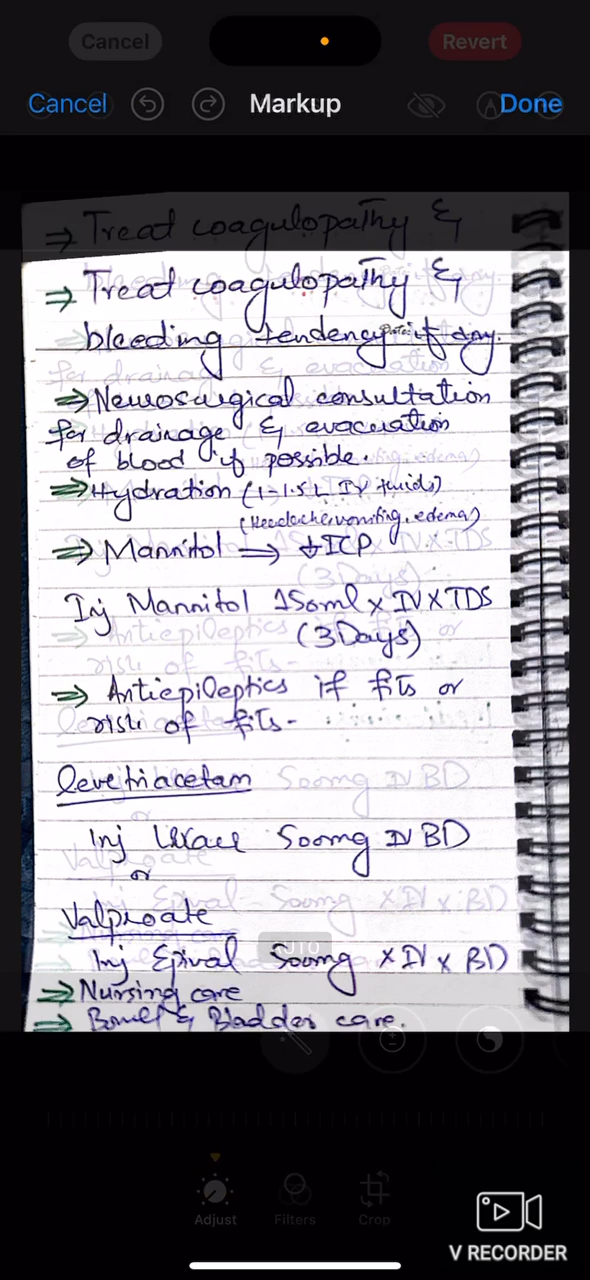 Cancel Revert
Cancel Markup Done
⇒ Treat coagulopathy &
⇒ Treat coagulopathy &
bleeding tendency if any.
⇒ Neurosurgical consultation
for drainage & evacuation
of blood if possible.
⇒ Hydration (1-1.5 L IV fluids)
(Headache, vomiting, edema)
⇒ Mannitol → ↓ICP
Inj Mannitol 150ml x IV x TDS
(3 Days)
⇒ Antiepileptics if fits or
risk of fits-
levetriacetam
Inj 500mg IV BD
or
Valproate
Inj Epival 500mg x IV x BD
⇒ Nursing care
⇒ Bowel & Bladder care.
Adjust Filters Crop
V RECORDER